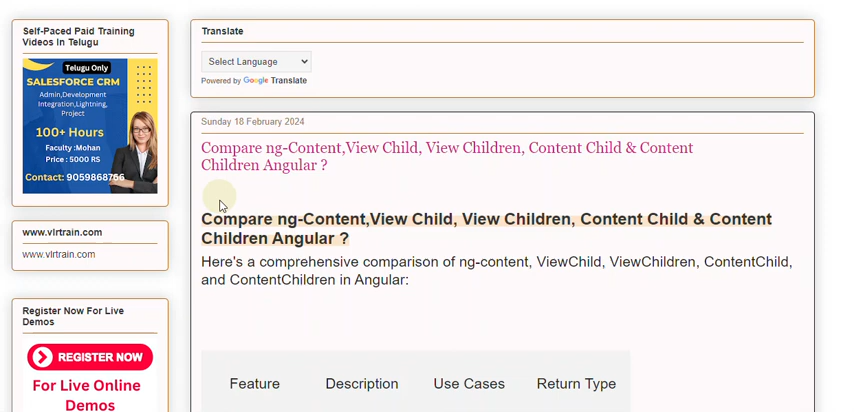 Self-Paced Paid Training
Videos In Telugu
Telugu Only
SALESFORCE CRM
Admin,Development
Integration,Lightning,
Project
100+ Hours
Faculty :Mohan
Price : 5000 RS
Contact: 9059868766
www.vlrtrain.com
www.vlrtrain.com
Register Now For Live
Demos
REGISTER NOW
For Live Online
Demos
Translate
Select Language
Powered by Google Translate
Sunday 18 February 2024
Compare ng-Content,View Child, View Children, Content Child & Content
Children Angular ?
Compare ng-Content,View Child, View Children, Content Child & Content
Children Angular ?
Here's a comprehensive comparison of ng-content, ViewChild, ViewChildren, ContentChild,
and ContentChildren in Angular:
Feature Description Use Cases Return Type